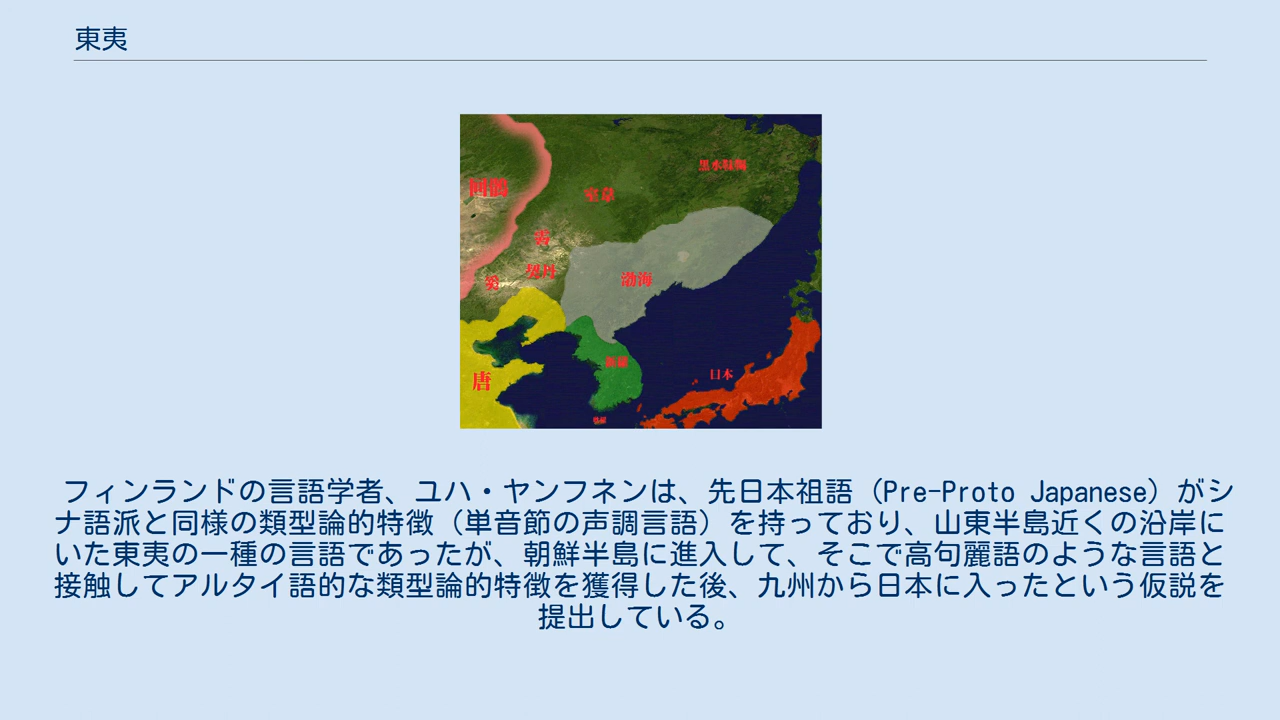 東夷
回鶻
室韋
黒水靺鞨
霫
契丹
奚
渤海
新羅
唐
日本
フィンランドの言語学者、ユハ・ヤンフネンは、先日本祖語（Pre-Proto Japanese）がシ
ナ語派と同様の類型論的特徴（単音節の声調言語）を持っており、山東半島近くの沿岸に
いた東夷の一種の言語であったが、朝鮮半島に進入して、そこで高句麗語のような言語と
接触してアルタイ語的な類型論的特徴を獲得した後、九州から日本に入ったという仮説を
提出している。